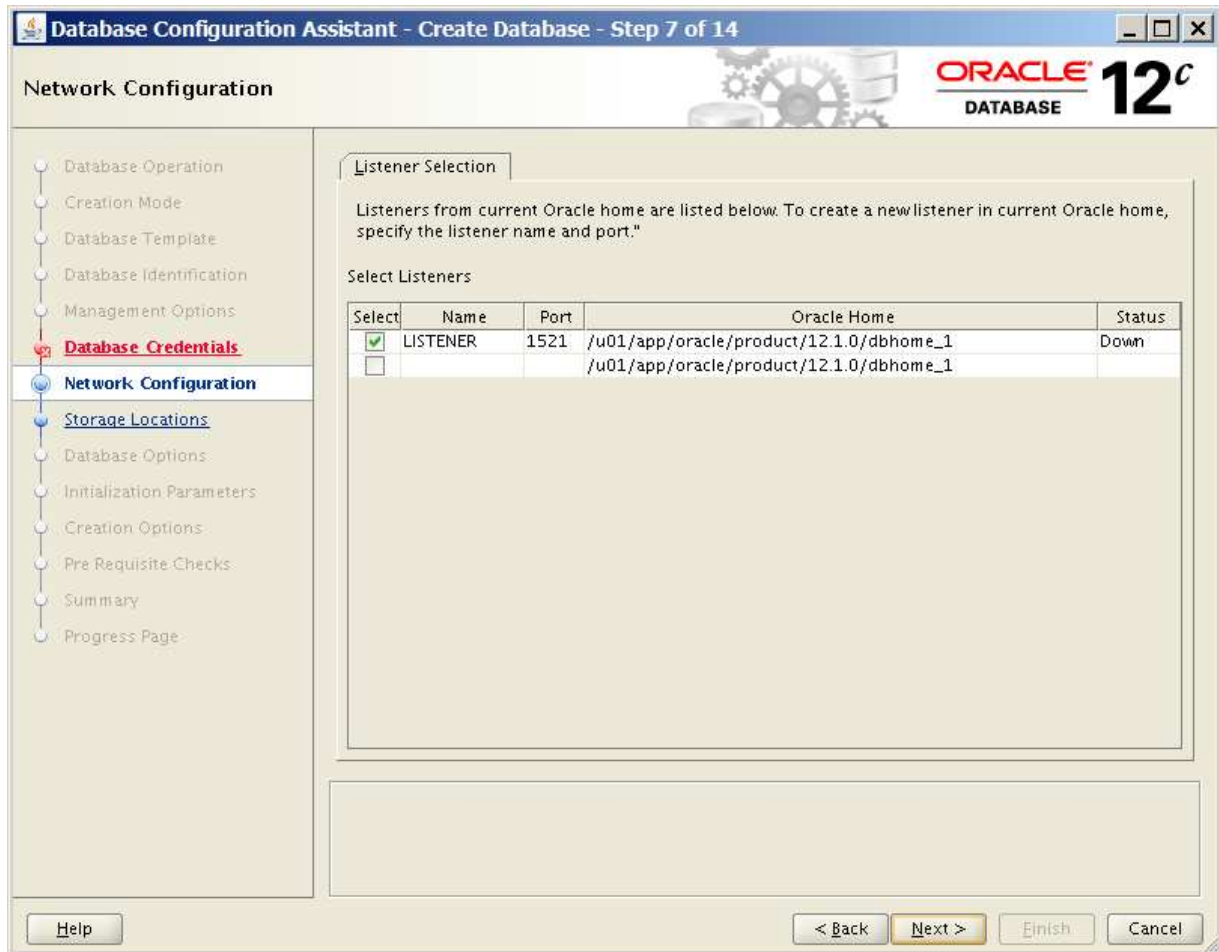 Database Configuration Assistant - Create Database - Step 7 of 14
Network Configuration
ORACLE®
DATABASE
12c
Database Operation
Creation Mode
Database Template
Database Identification
Management Options
Database Credentials
Network Configuration
Storage Locations
Database Options
Initialization Parameters
Creation Options
Pre Requisite Checks
Summary
Progress Page
Listener Selection
Listeners from current Oracle home are listed below. To create a new listener in current Oracle home,
specify the listener name and port."
Select Listeners
Select Name Port Oracle Home Status
LISTENER 1521 /u01/app/oracle/product/12.1.0/dbhome_1 Down
/u01/app/oracle/product/12.1.0/dbhome_1
Help < Back Next > Finish Cancel